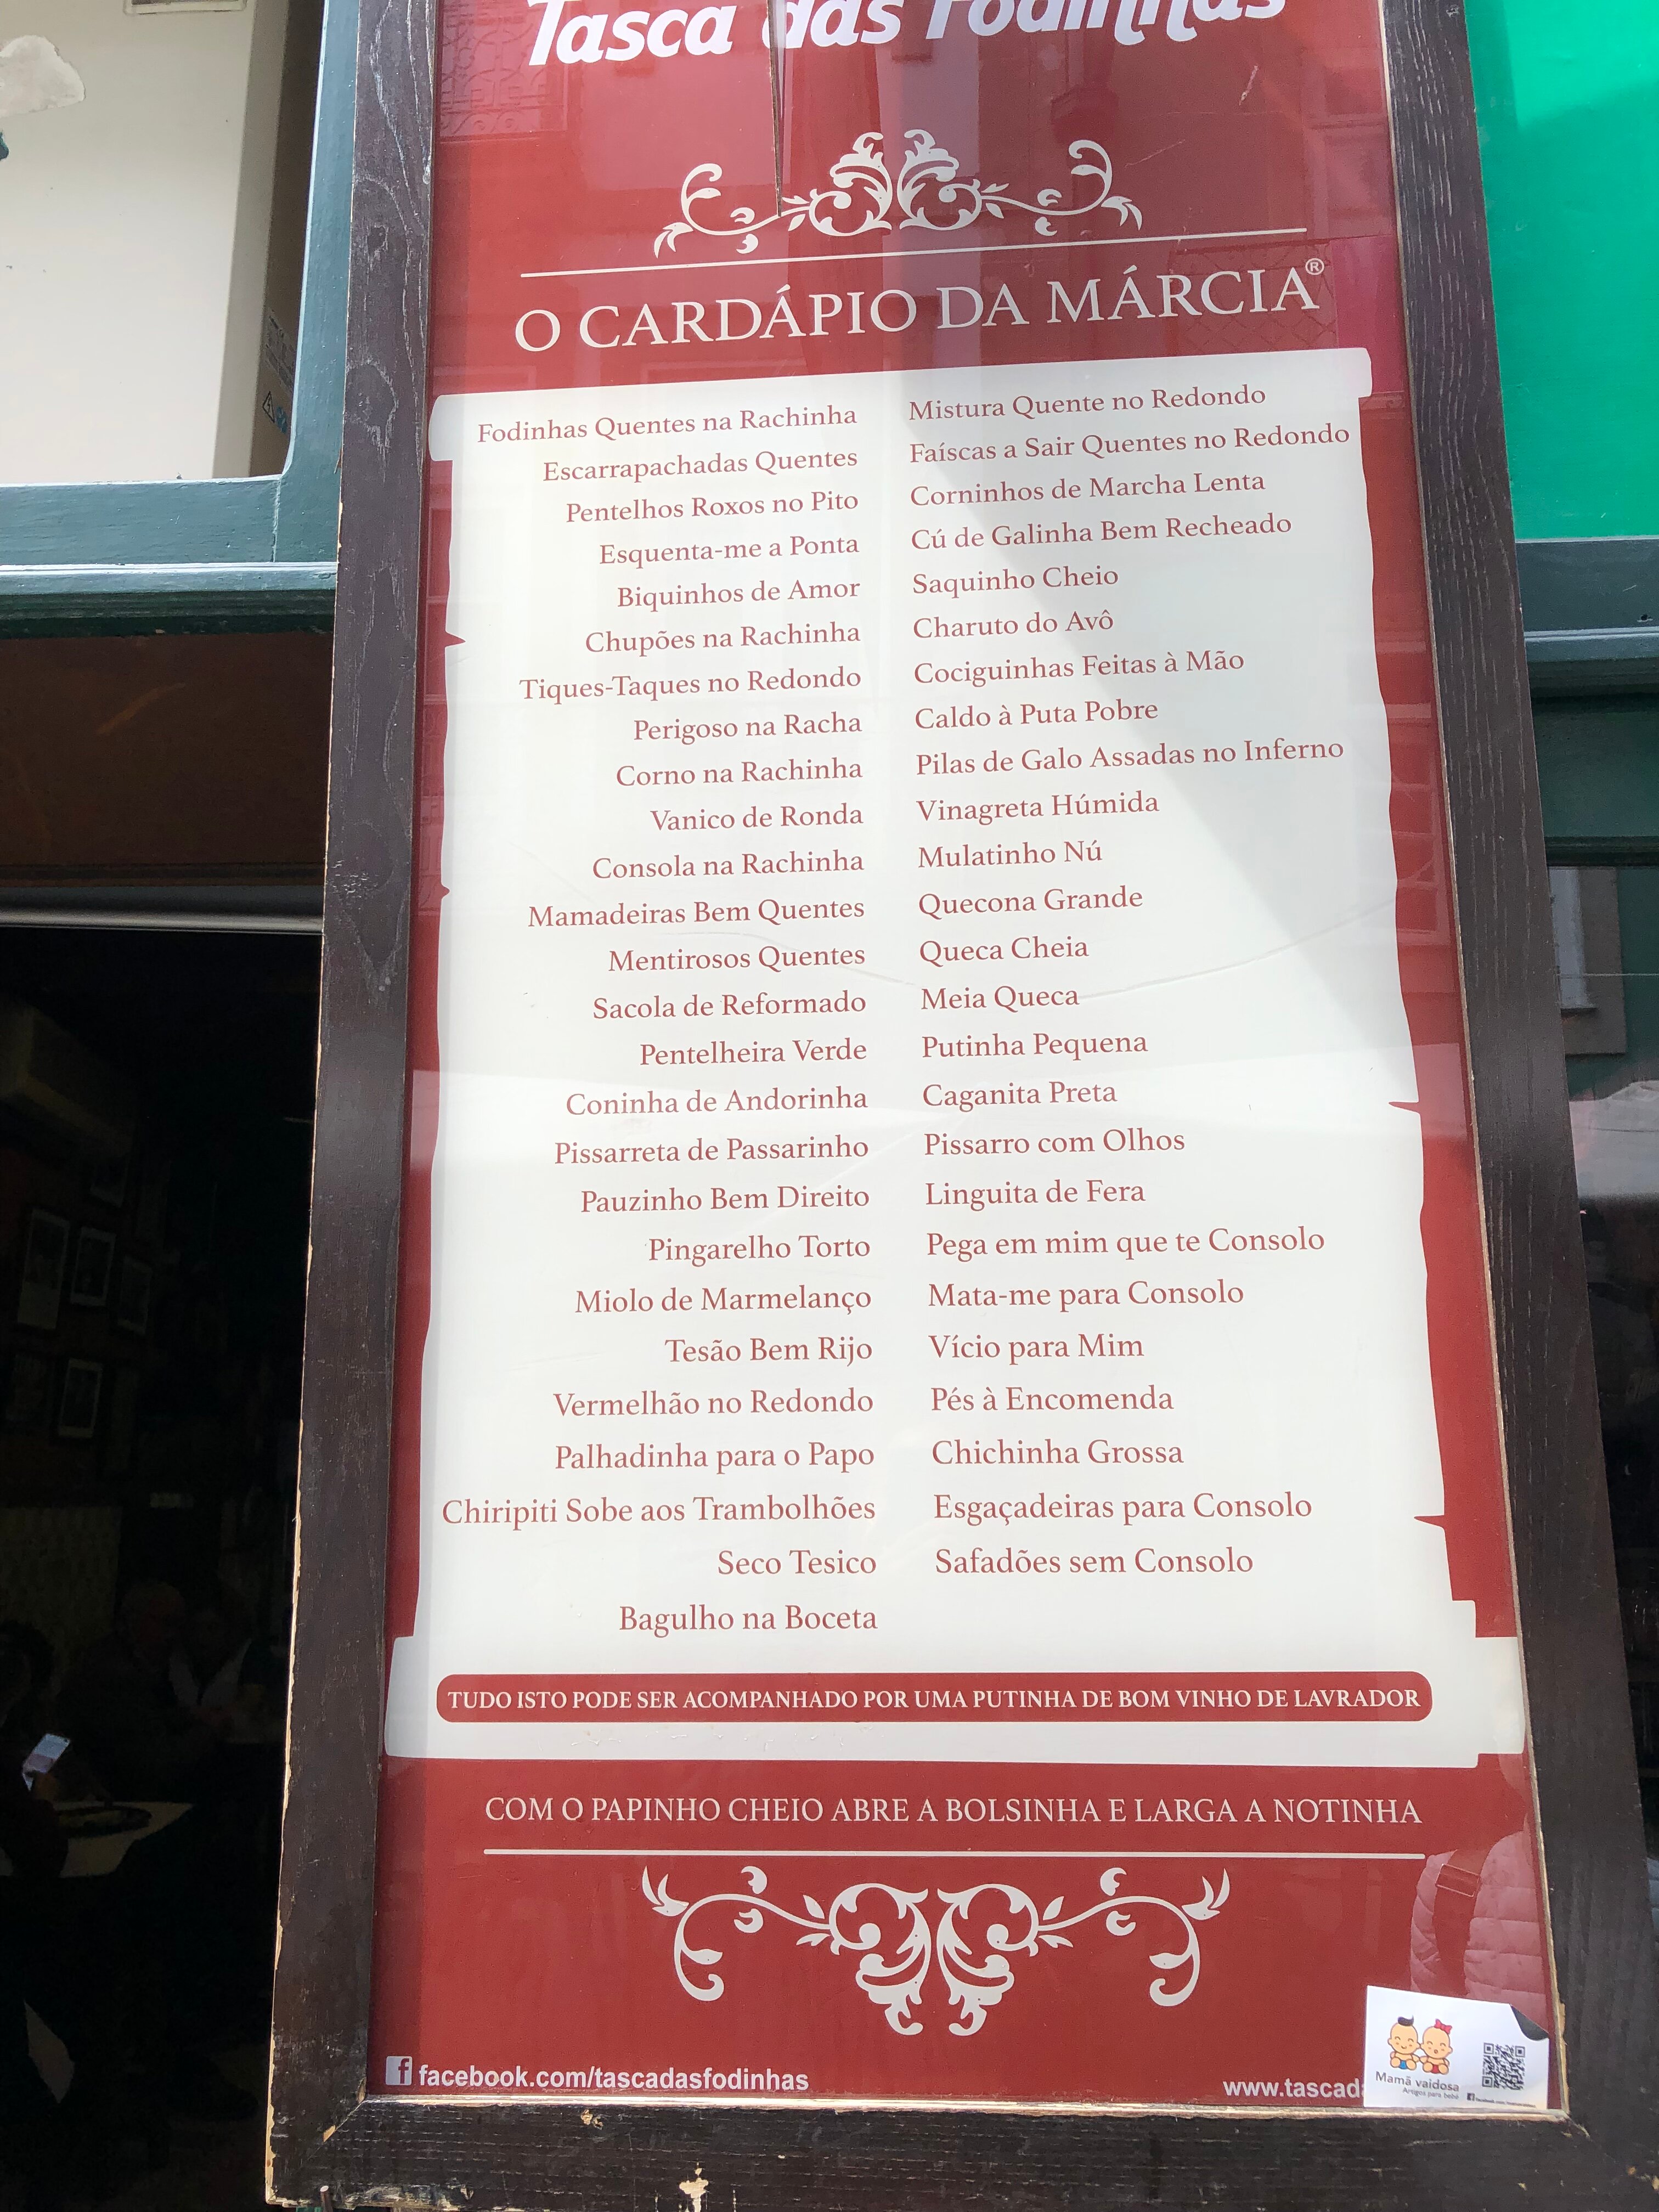 Tasca das Fodinhas
O CARDÁPIO DA MÁRCIA®
Fodinhas Quentes na Rachinha
Escarrapachadas Quentes
Pentelhos Roxos no Pito
Esquenta-me a Ponta
Biquinhos de Amor
Chupões na Rachinha
Tiques-Taques no Redondo
Perigoso na Racha
Corno na Rachinha
Vanico de Ronda
Consola na Rachinha
Mamadeiras Bem Quentes
Mentirosos Quentes
Sacola de Reformado
Pentelheira Verde
Coninha de Andorinha
Pissarreta de Passarinho
Pauzinho Bem Direito
Pingarelho Torto
Miolo de Marmelanço
Tesão Bem Rijo
Vermelhão no Redondo
Palhadinha para o Papo
Chiripiti Sobe aos Trambolhões
Seco Tesico
Bagulho na Boceta
Mistura Quente no Redondo
Faíscas a Sair Quentes no Redondo
Corninhos de Marcha Lenta
Cú de Galinha Bem Recheado
Saquinho Cheio
Charuto do Avô
Cociguinhas Feitas à Mão
Caldo à Puta Pobre
Pilas de Galo Assadas no Inferno
Vinagreta Húmida
Mulatinho Nú
Quecona Grande
Queca Cheia
Meia Queca
Putinha Pequena
Caganita Preta
Pissarro com Olhos
Linguita de Fera
Pega em mim que te Consolo
Mata-me para Consolo
Vício para Mim
Pés à Encomenda
Chichinha Grossa
Esgaçadeiras para Consolo
Safadões sem Consolo
TUDO ISTO PODE SER ACOMPANHADO POR UMA PUTINHA DE BOM VINHO DE LAVRADOR
COM O PAPINHO CHEIO ABRE A BOLSINHA E LARGA A NOTINHA
facebook.com/tascadasfodinhas
www.tascad
Mamã vaidosa
Artigos para bebé